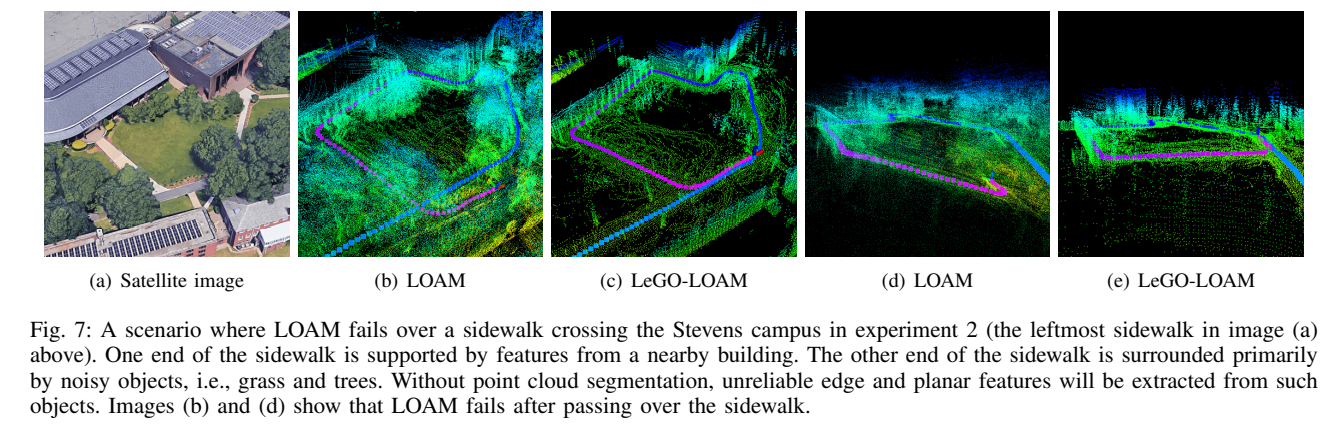 (a) Satellite image
(b) LOAM
(c) LeGO-LOAM
(d) LOAM
(e) LeGO-LOAM
Fig. 7: A scenario where LOAM fails over a sidewalk crossing the Stevens campus in experiment 2 (the leftmost sidewalk in image (a)
above). One end of the sidewalk is supported by features from a nearby building. The other end of the sidewalk is surrounded primarily
by noisy objects, i.e., grass and trees. Without point cloud segmentation, unreliable edge and planar features will be extracted from such
objects. Images (b) and (d) show that LOAM fails after passing over the sidewalk.